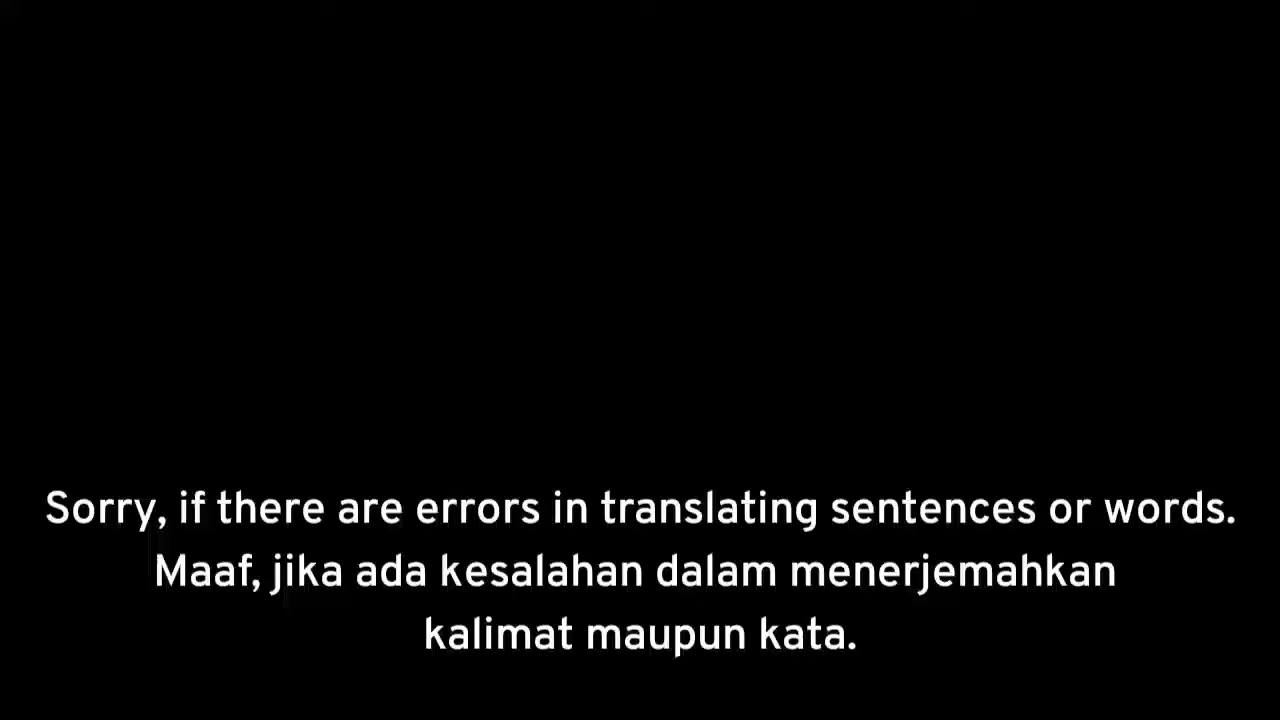 Sorry, if there are errors in translating sentences or words.
Maaf, jika ada kesalahan dalam menerjemahkan
kalimat maupun kata.